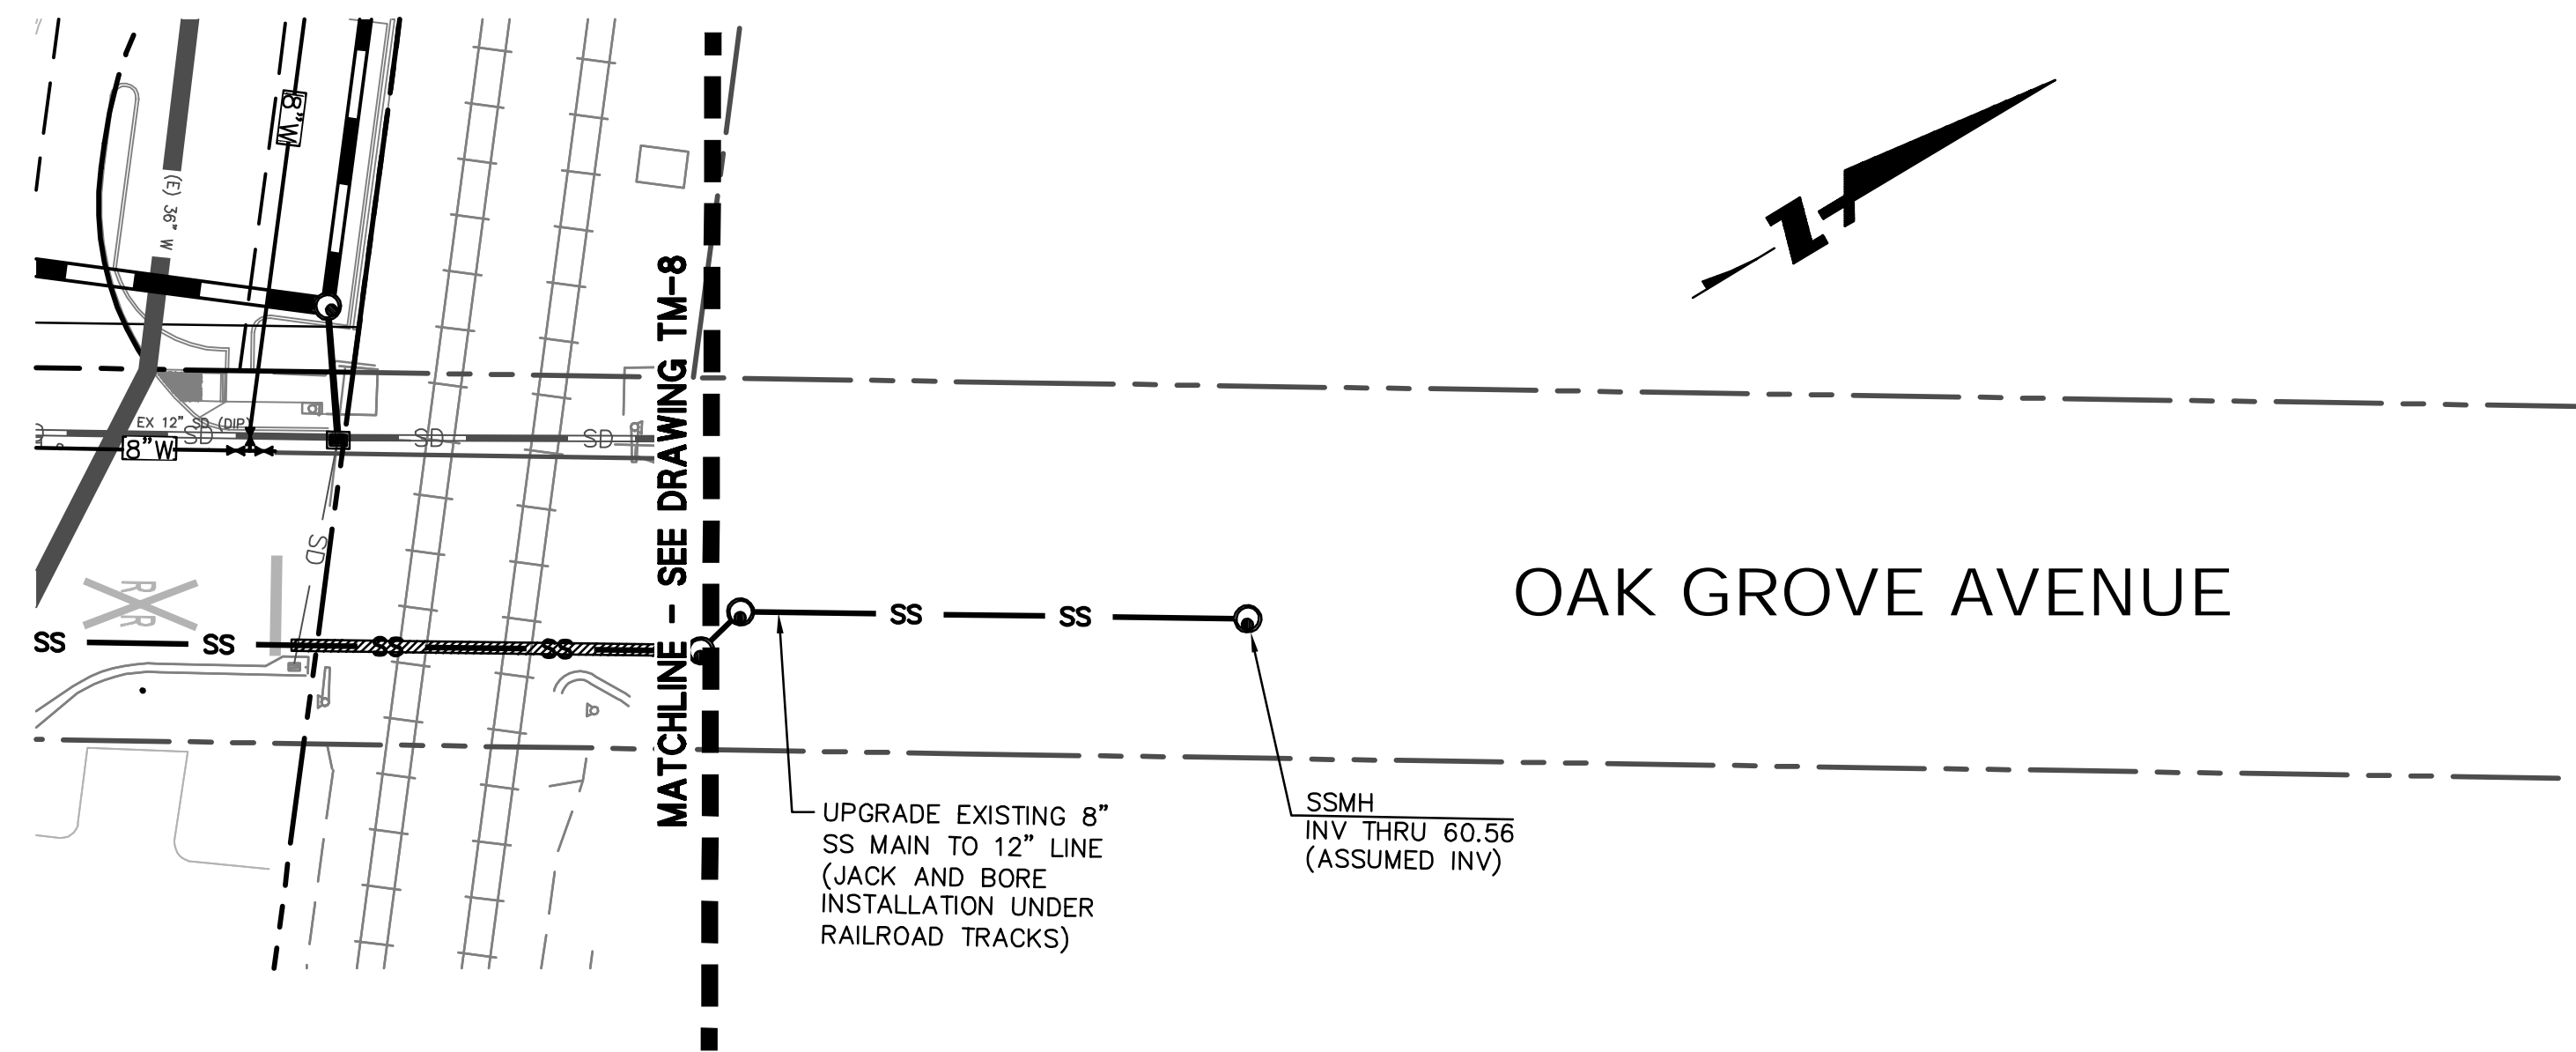 8"W
(E) 36" W
Z
MATCHLINE - SEE DRAWING TM-8
EX 12" SD (DIP)
SD
SD
SD
8"W
SD
RR
OAK GROVE AVENUE
SS
SS
SS
SS
SS
SS
UPGRADE EXISTING 8"
SS MAIN TO 12" LINE
(JACK AND BORE
INSTALLATION UNDER
RAILROAD TRACKS)
SSMH
INV THRU 60.56
(ASSUMED INV)